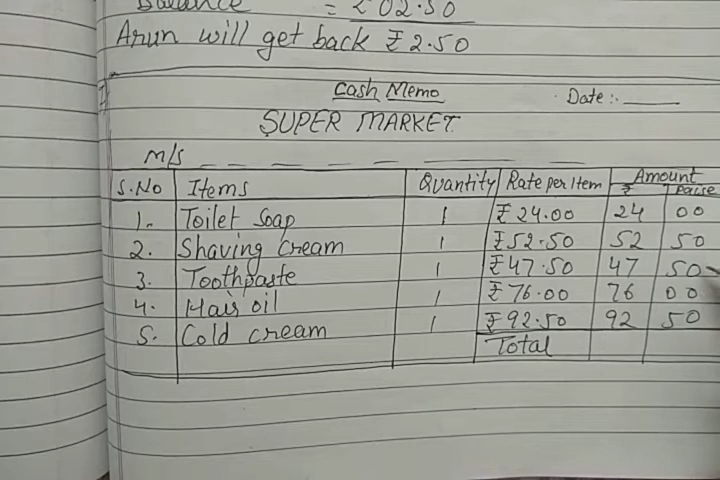 Balance = ₹02.50
Arun will get back ₹2.50
Cash Memo Date :-
SUPER MARKET
M/S
S.No Items Quantity Rate per Item Amount
₹ Paise
1. Toilet Soap 1 ₹24.00 24 00
2. Shaving Cream 1 ₹52.50 52 50
3. Toothpaste 1 ₹47.50 47 50
4. Hair oil 1 ₹76.00 76 00
5. Cold cream 1 ₹92.50 92 50
Total